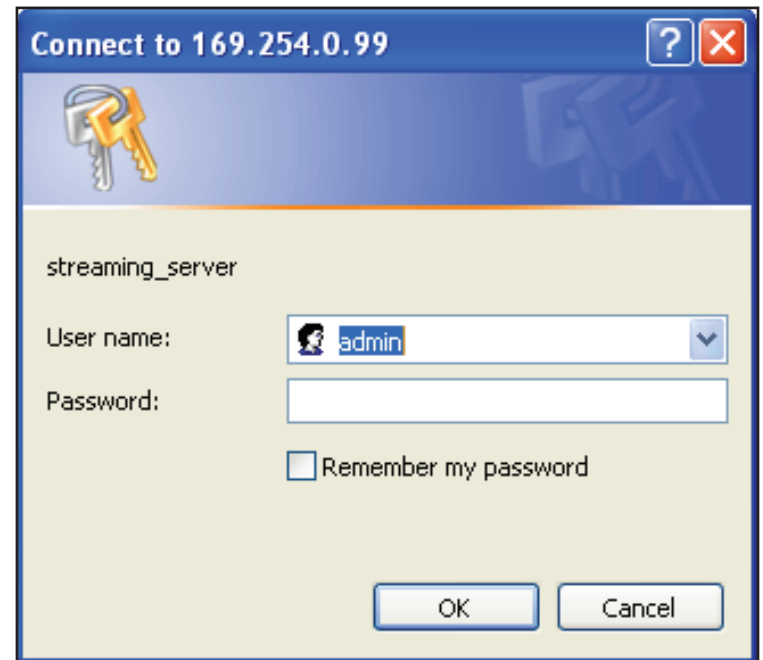 Connect to 169.254.0.99
?
streaming_server
User name:
admin
Password:
Remember my password
OK
Cancel